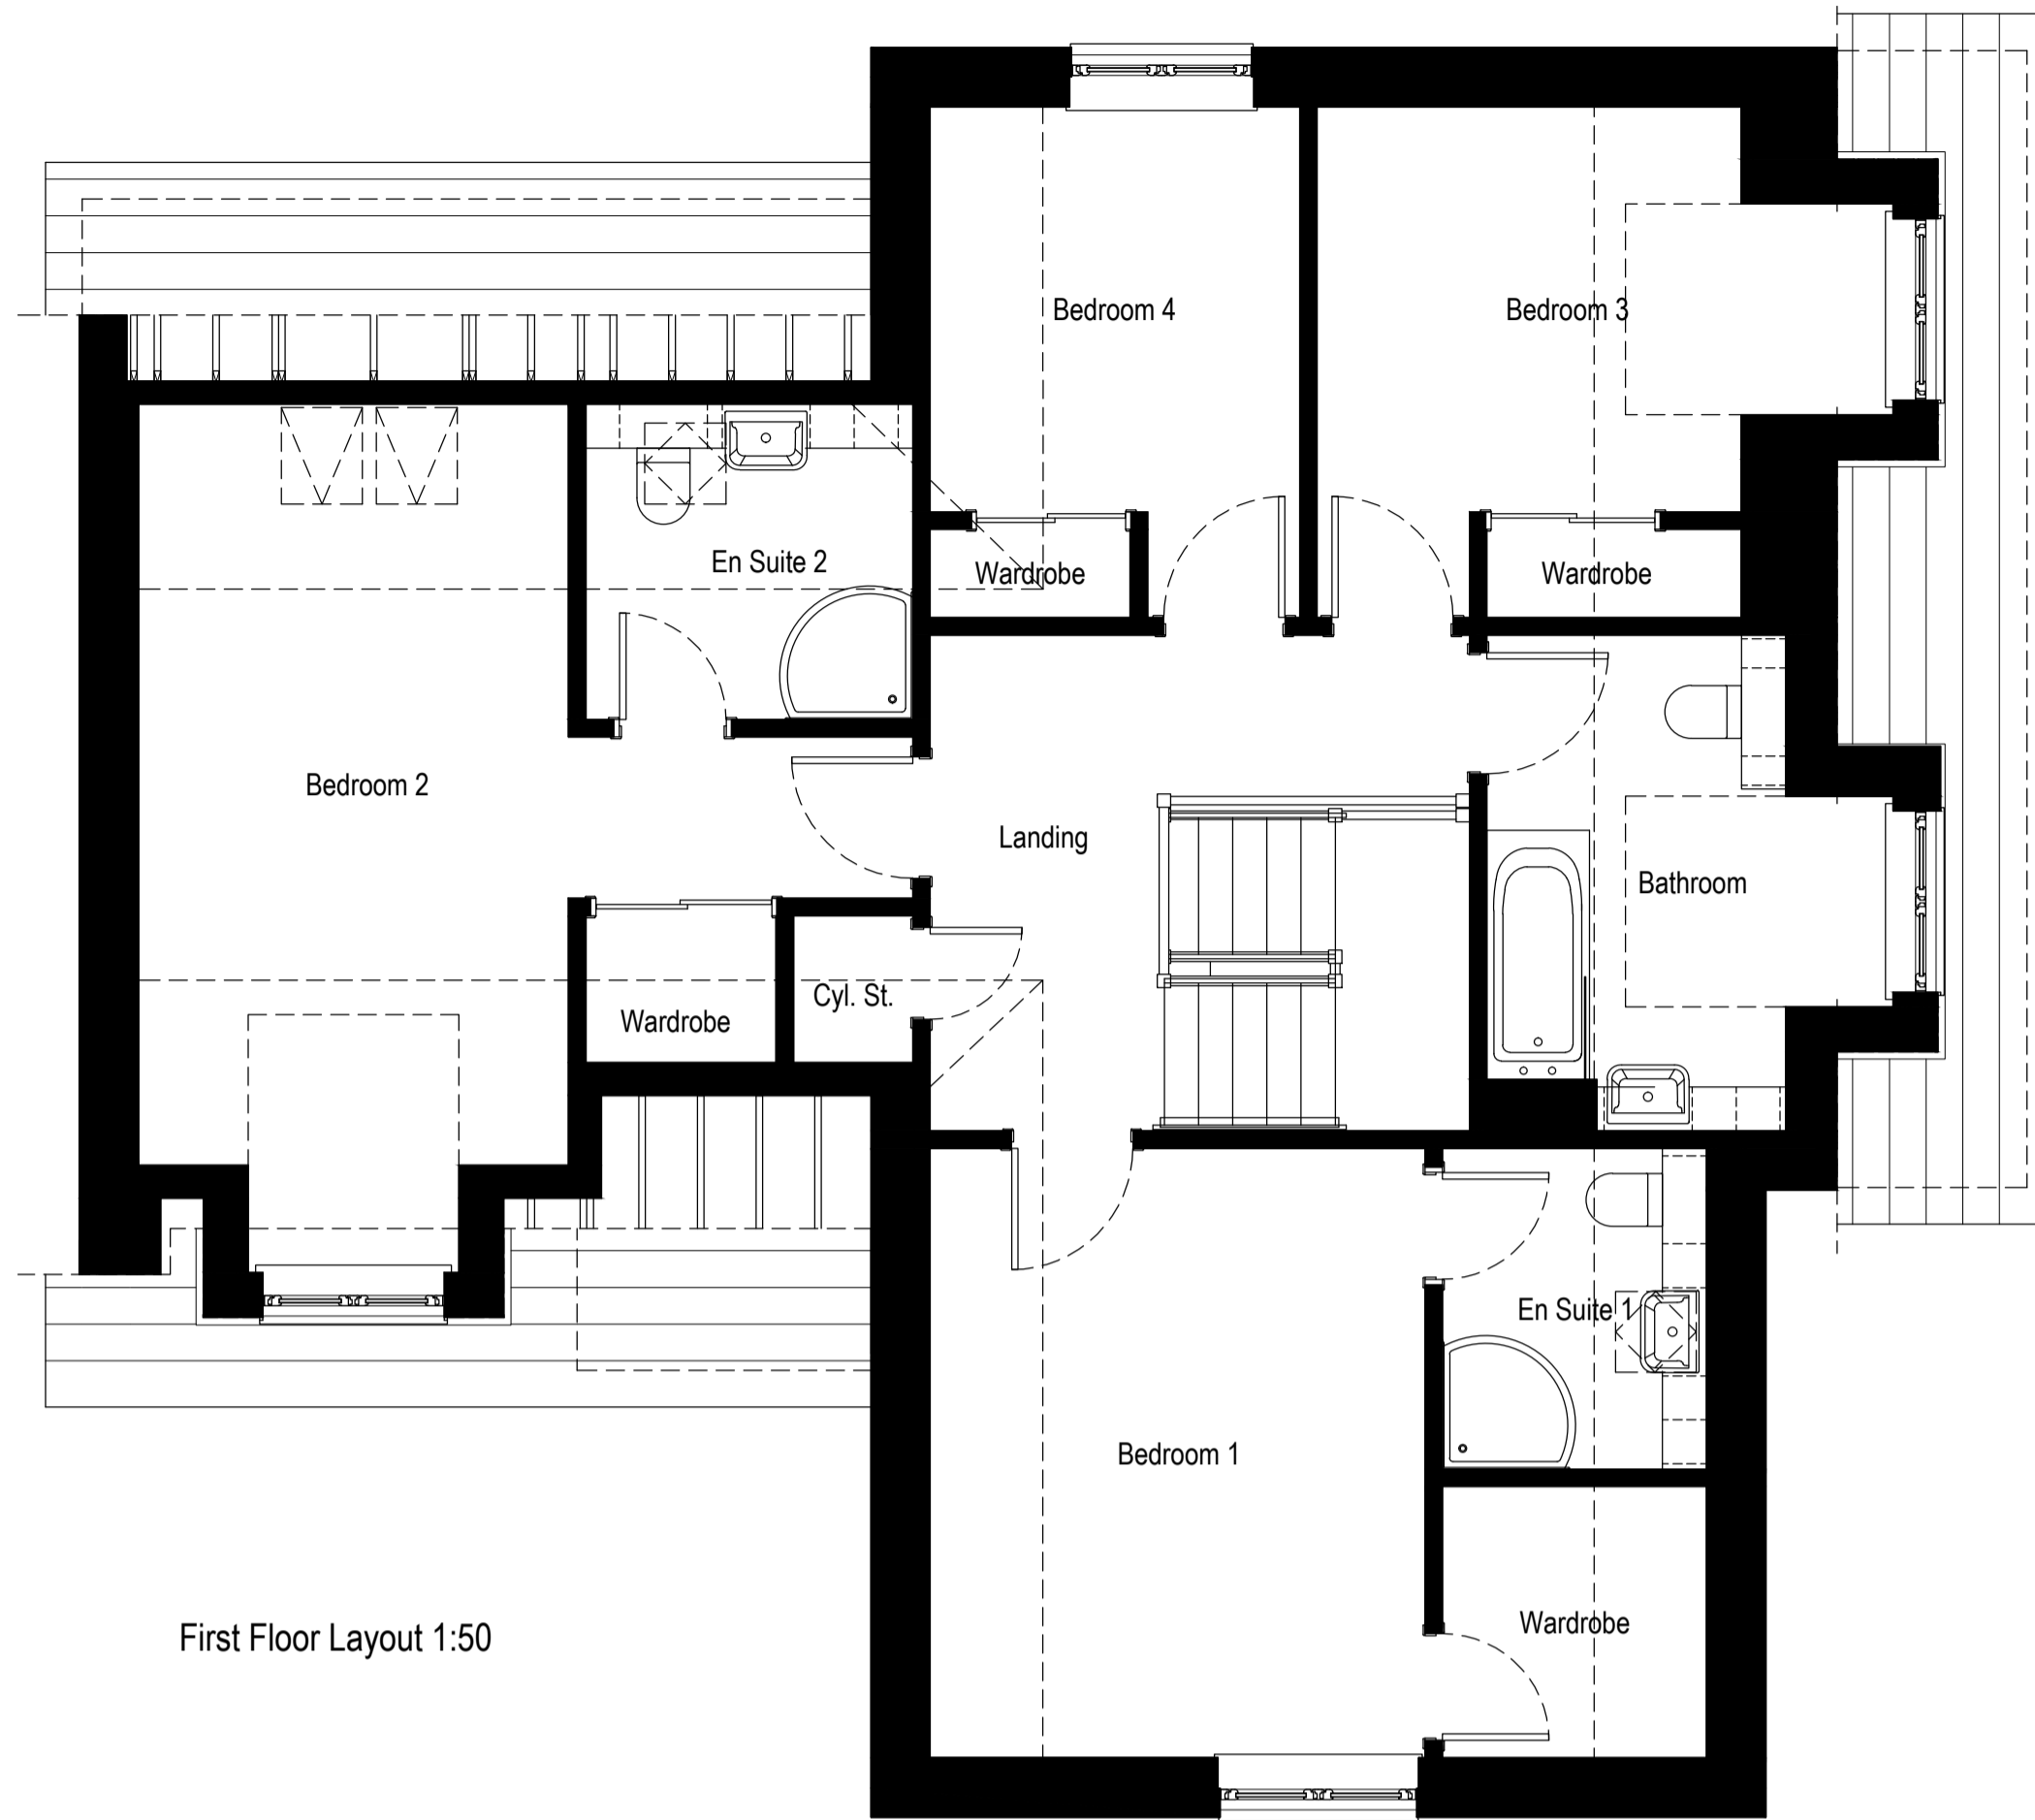 Bedroom 4
Bedroom 3
En Suite 2
Wardrobe
Wardrobe
Bedroom 2
Landing
Bathroom
Cyl. St.
Wardrobe
En Suite 1
Bedroom 1
Wardrobe
First Floor Layout 1:50